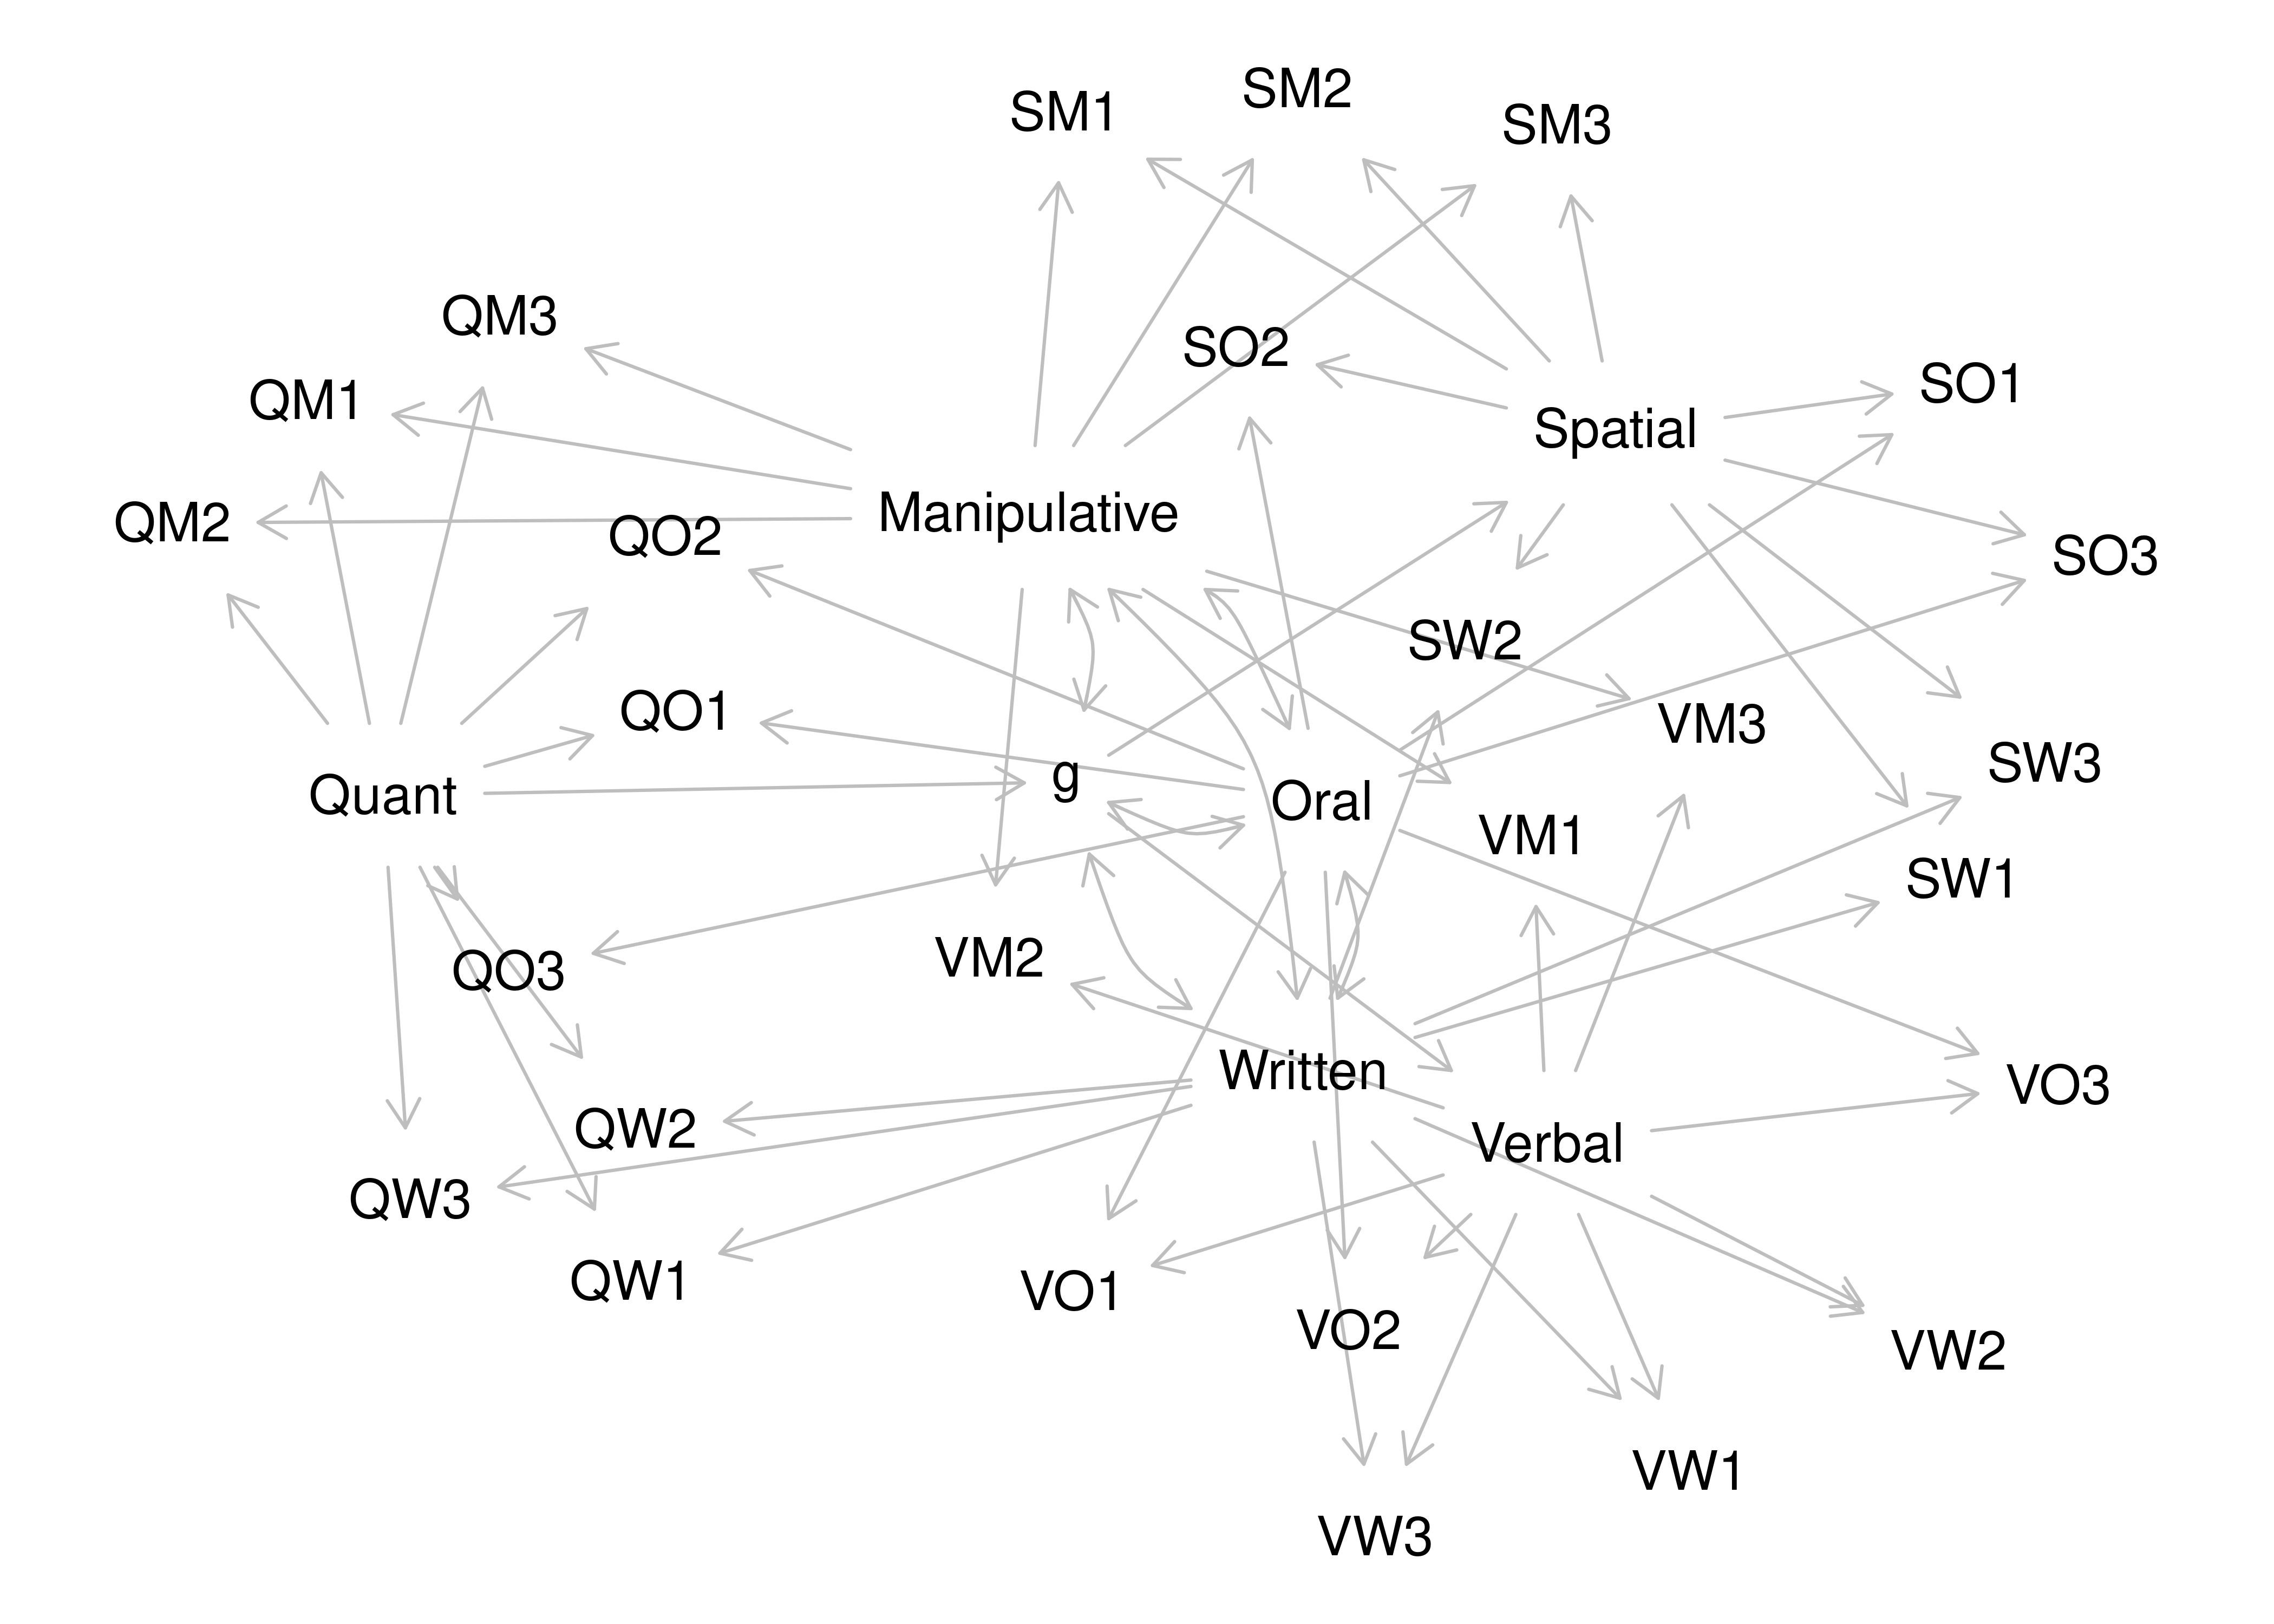 SM2
SM1
SM3
QM3
SO2
SO1
QM1
Spatial
Manipulative
QM2
QO2
SO3
SW2
QO1
VM3
SW3
g
Quant
Oral
VM1
SW1
VM2
QO3
Written
VO3
QW2
Verbal
QW3
QW1
VO1
VO2
VW2
VW1
VW3